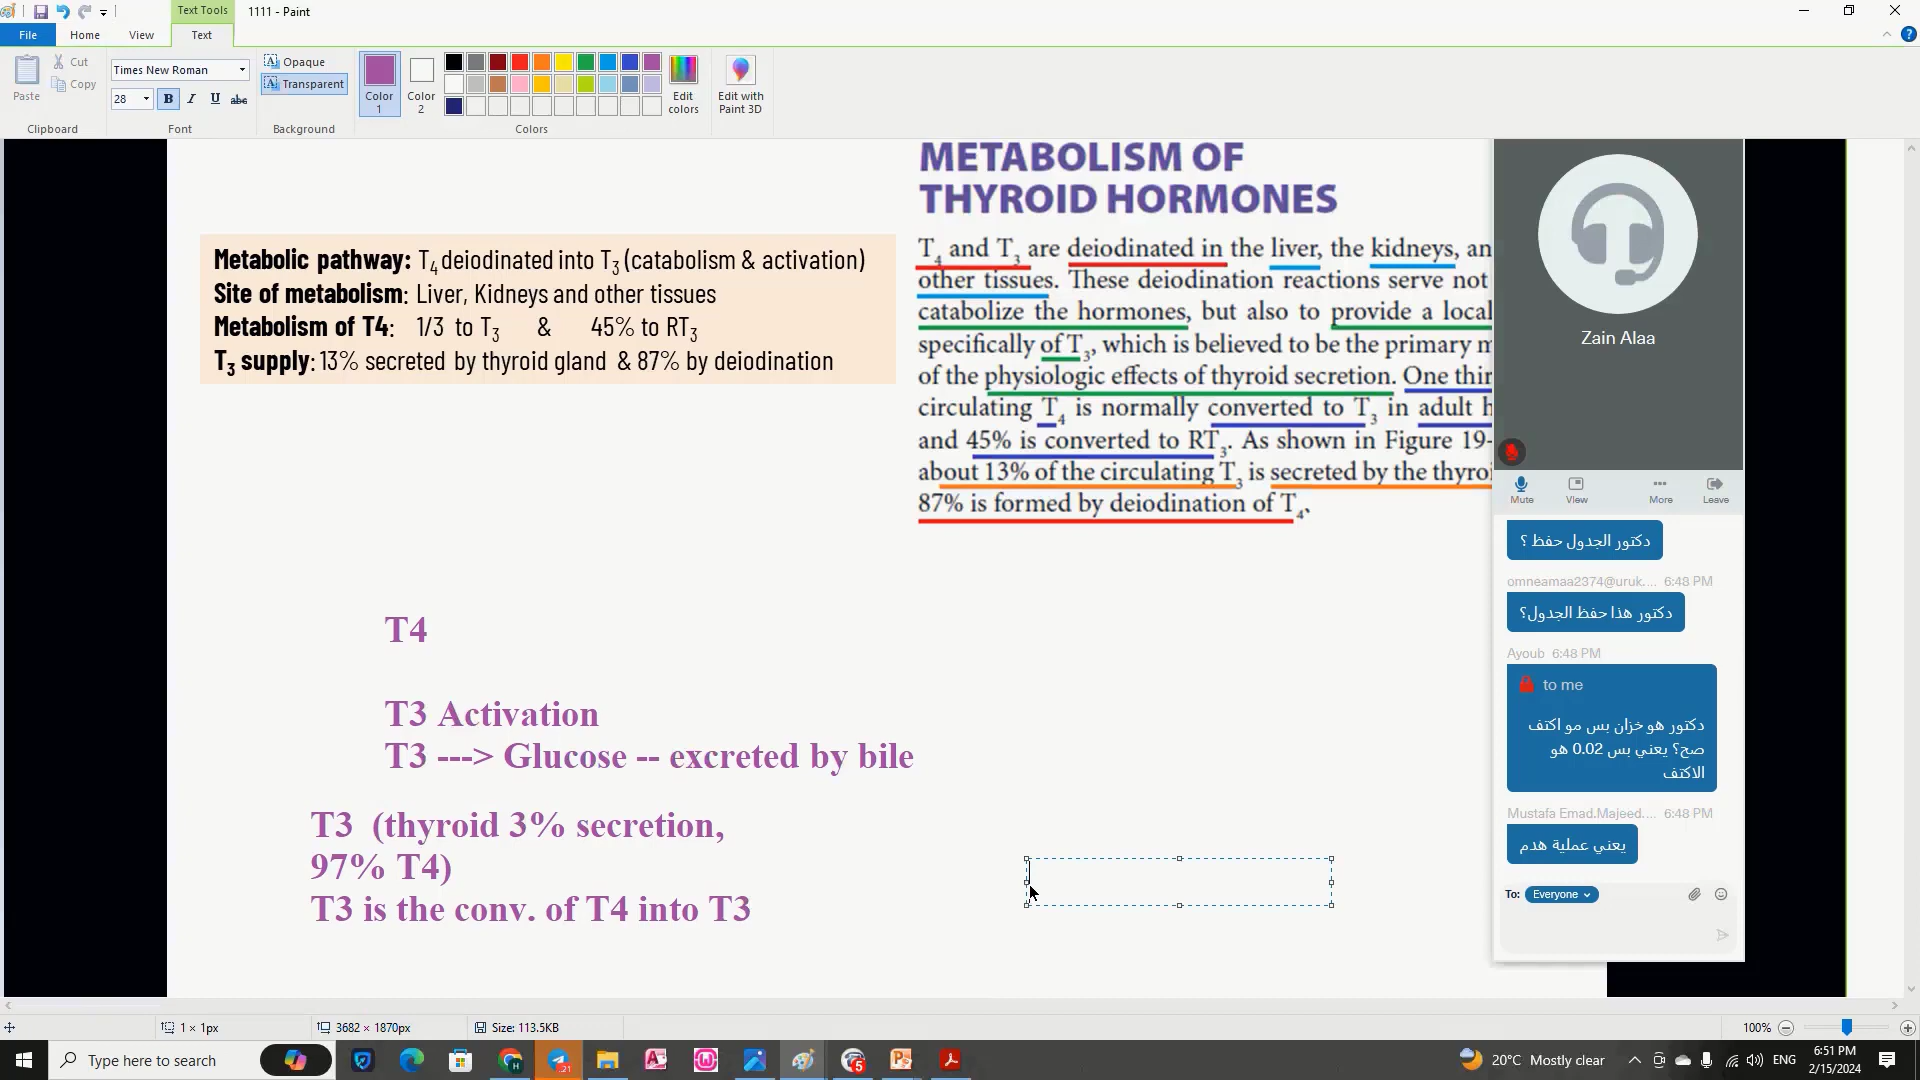 Text Tools
1111 - Paint
File
Home
View
Text
Paste
Cut
Copy
Clipboard
Times New Roman
28
B
I
U
abc
Font
Opaque
Transparent
Background
Color
1
Color
2
Edit
colors
Edit with
Paint 3D
Colors
Metabolic pathway: T4 deiodinated into T3 (catabolism & activation)
Site of metabolism: Liver, Kidneys and other tissues
Metabolism of T4: 1/3 to T3 & 45% to RT3
T3 supply: 13% secreted by thyroid gland & 87% by deiodination
METABOLISM OF
THYROID HORMONES
T4 and T3 are deiodinated in the liver, the kidneys, an
other tissues. These deiodination reactions serve not
catabolize the hormones, but also to provide a local
specifically of T3, which is believed to be the primary m
of the physiologic effects of thyroid secretion. One thir
circulating T4 is normally converted to T3 in adult h
and 45% is converted to RT3. As shown in Figure 19-
about 13% of the circulating T3 is secreted by the thyroi
87% is formed by deiodination of T4.
T4
T3 Activation
T3 ---> Glucose -- excreted by bile
T3 (thyroid 3% secretion,
97% T4)
T3 is the conv. of T4 into T3
Zain Alaa
Mute
View
More
Leave
دكتور الجدول حفظ ؟
omneamaa2374@uruk.... 6:48 PM
دكتور هذا حفظ الجدول؟
Ayoub 6:48 PM
to me
دكتور هو خزان بس مو اكتف
صح؟ يعني بس 0.02 هو
الاكتف
Mustafa Emad.Majeed.... 6:48 PM
يعني عملية هدم
To: Everyone
1 × 1px
3682 × 1870px
Size: 113.5KB
100%
Type here to search
21
5
20°C Mostly clear
ENG
6:51 PM
2/15/2024